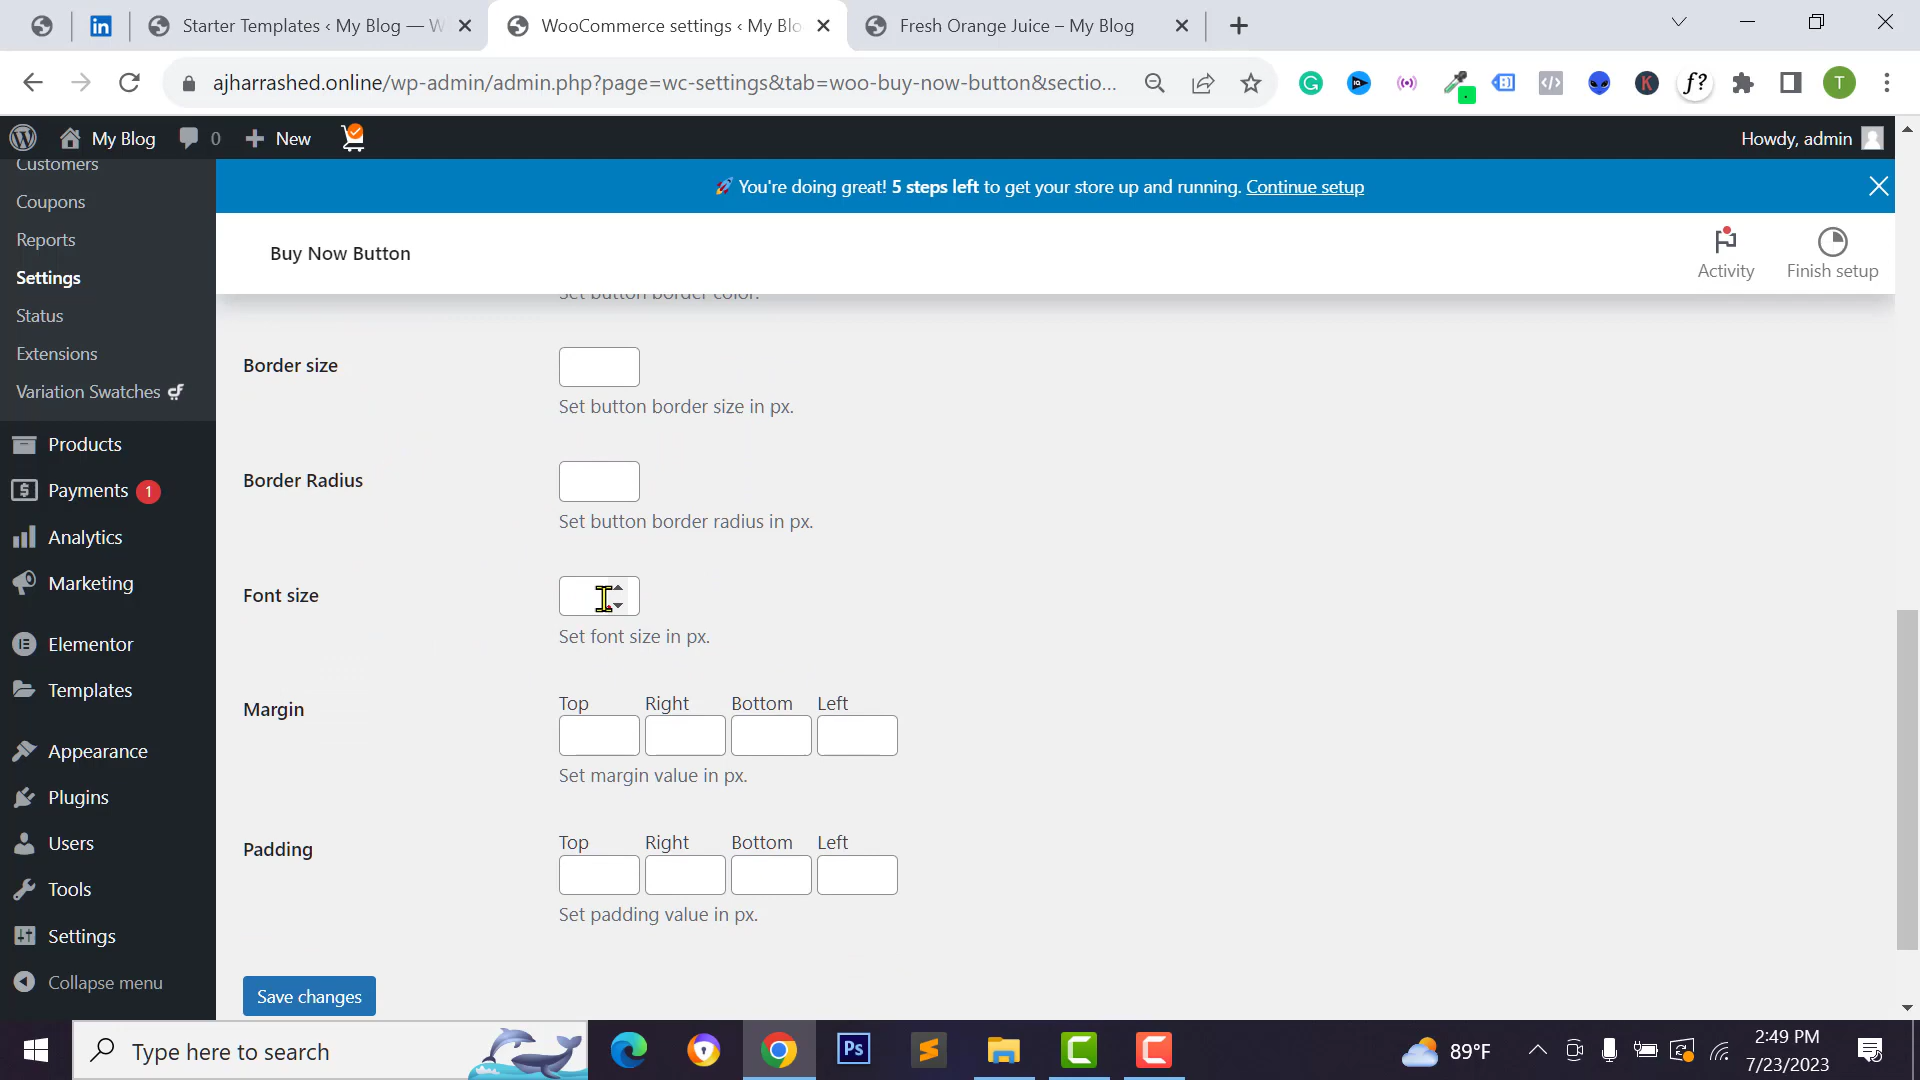 Starter Templates ‹ My Blog — W
WooCommerce settings ‹ My Blo
Fresh Orange Juice – My Blog
ajharrashed.online/wp-admin/admin.php?page=wc-settings&tab=woo-buy-now-button&sectio...
My Blog
0
New
Howdy, admin
🚀 You're doing great! 5 steps left to get your store up and running. Continue setup
Buy Now Button
Activity
Finish setup
Customers
Coupons
Reports
Settings
Status
Extensions
Variation Swatches
Products
Payments 1
Analytics
Marketing
Elementor
Templates
Appearance
Plugins
Users
Tools
Settings
Collapse menu
Set button border color.
Border size
Set button border size in px.
Border Radius
Set button border radius in px.
Font size
Set font size in px.
Margin
Top Right Bottom Left
Set margin value in px.
Padding
Top Right Bottom Left
Set padding value in px.
Save changes
Type here to search
Ps
89°F
2:49 PM
7/23/2023